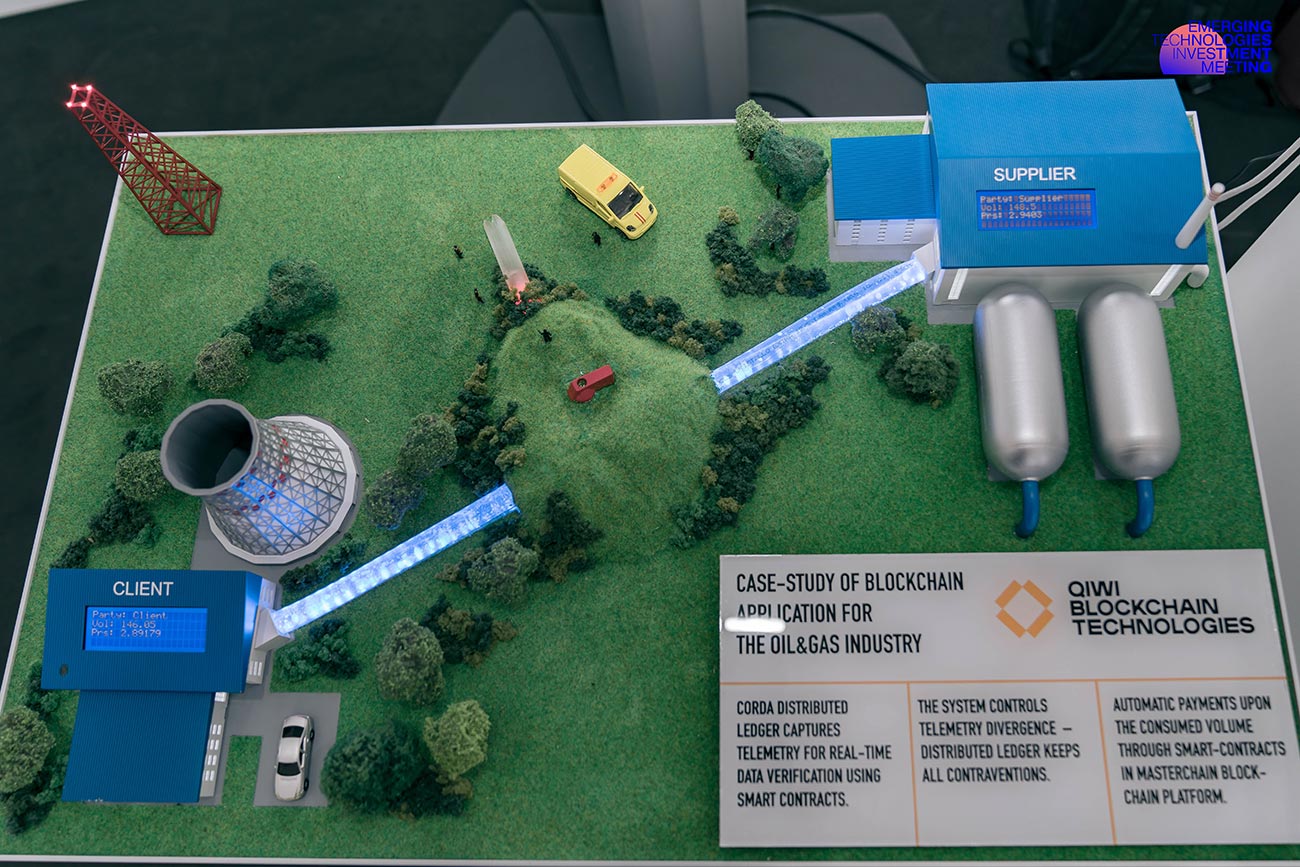 EMERGING
TECHNOLOGIES
INVESTMENT
MEETING
SUPPLIER
Party: Supplier
Vol: 148.5
Prs: 2.9403
CLIENT
Party: Client
Vol: 146.05
Prs: 2.89179
CASE-STUDY OF BLOCKCHAIN
APPLICATION FOR
THE OIL&GAS INDUSTRY
QIWI
BLOCKCHAIN
TECHNOLOGIES
CORDA DISTRIBUTED
LEDGER CAPTURES
TELEMETRY FOR REAL-TIME
DATA VERIFICATION USING
SMART CONTRACTS.
THE SYSTEM CONTROLS
TELEMETRY DIVERGENCE –
DISTRIBUTED LEDGER KEEPS
ALL CONTRAVENTIONS.
AUTOMATIC PAYMENTS UPON
THE CONSUMED VOLUME
THROUGH SMART-CONTRACTS
IN MASTERCHAIN BLOCK-
CHAIN PLATFORM.